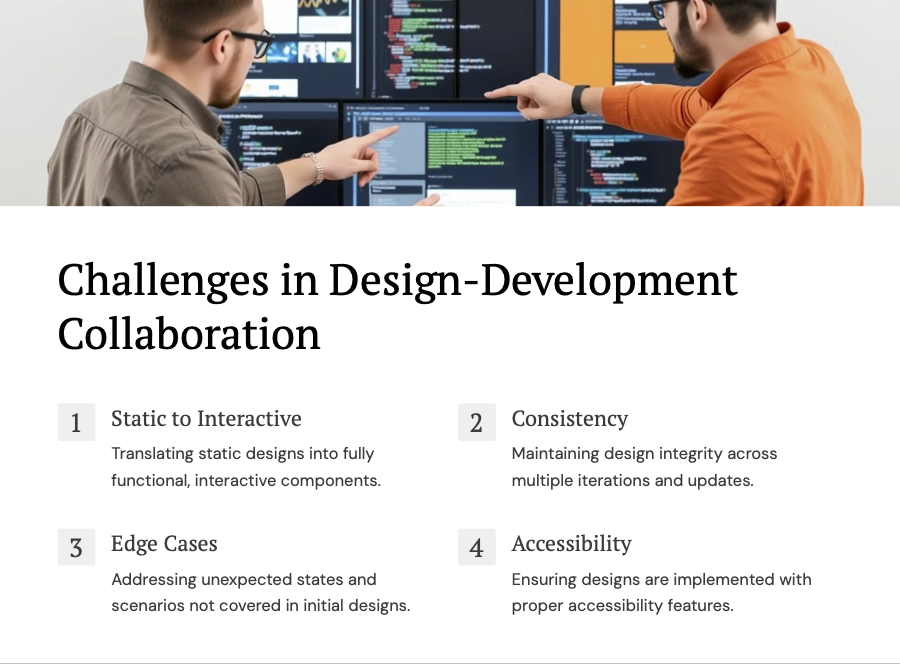 Challenges in Design-Development
Collaboration
1
Static to Interactive
Translating static designs into fully
functional, interactive components.
2
Consistency
Maintaining design integrity across
multiple iterations and updates.
3
Edge Cases
Addressing unexpected states and
scenarios not covered in initial designs.
4
Accessibility
Ensuring designs are implemented with
proper accessibility features.